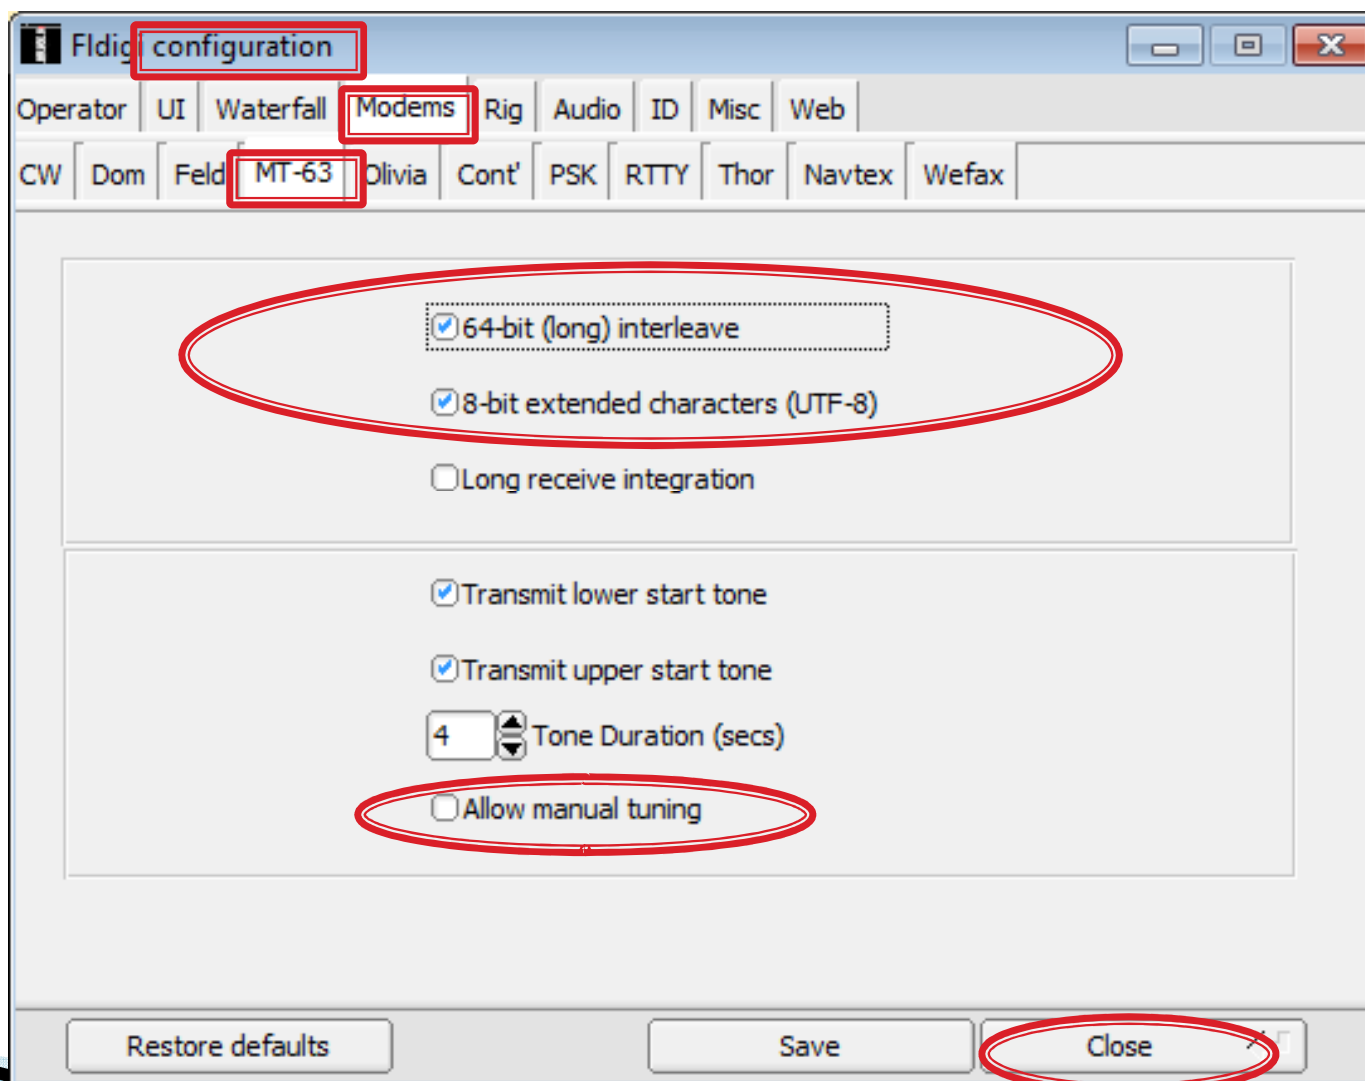 Fldigi configuration
Operator UI Waterfall Modems Rig Audio ID Misc Web
CW Dom Feld MT-63 Olivia Cont' PSK RTTY Thor Navtex Wefax
64-bit (long) interleave
8-bit extended characters (UTF-8)
Long receive integration
Transmit lower start tone
Transmit upper start tone
4 Tone Duration (secs)
Allow manual tuning
Restore defaults Save Close